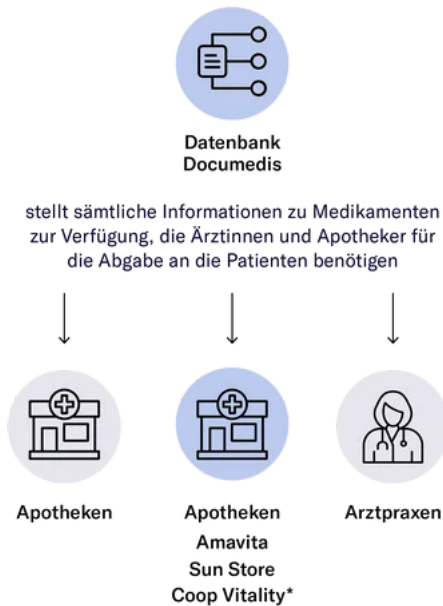 Datenbank
Documedis
stellt sämtliche Informationen zu Medikamenten
zur Verfügung, die Ärztinnen und Apotheker für
die Abgabe an die Patienten benötigen
Apotheken
Apotheken
Amavita
Sun Store
Coop Vitality*
Arztpraxen